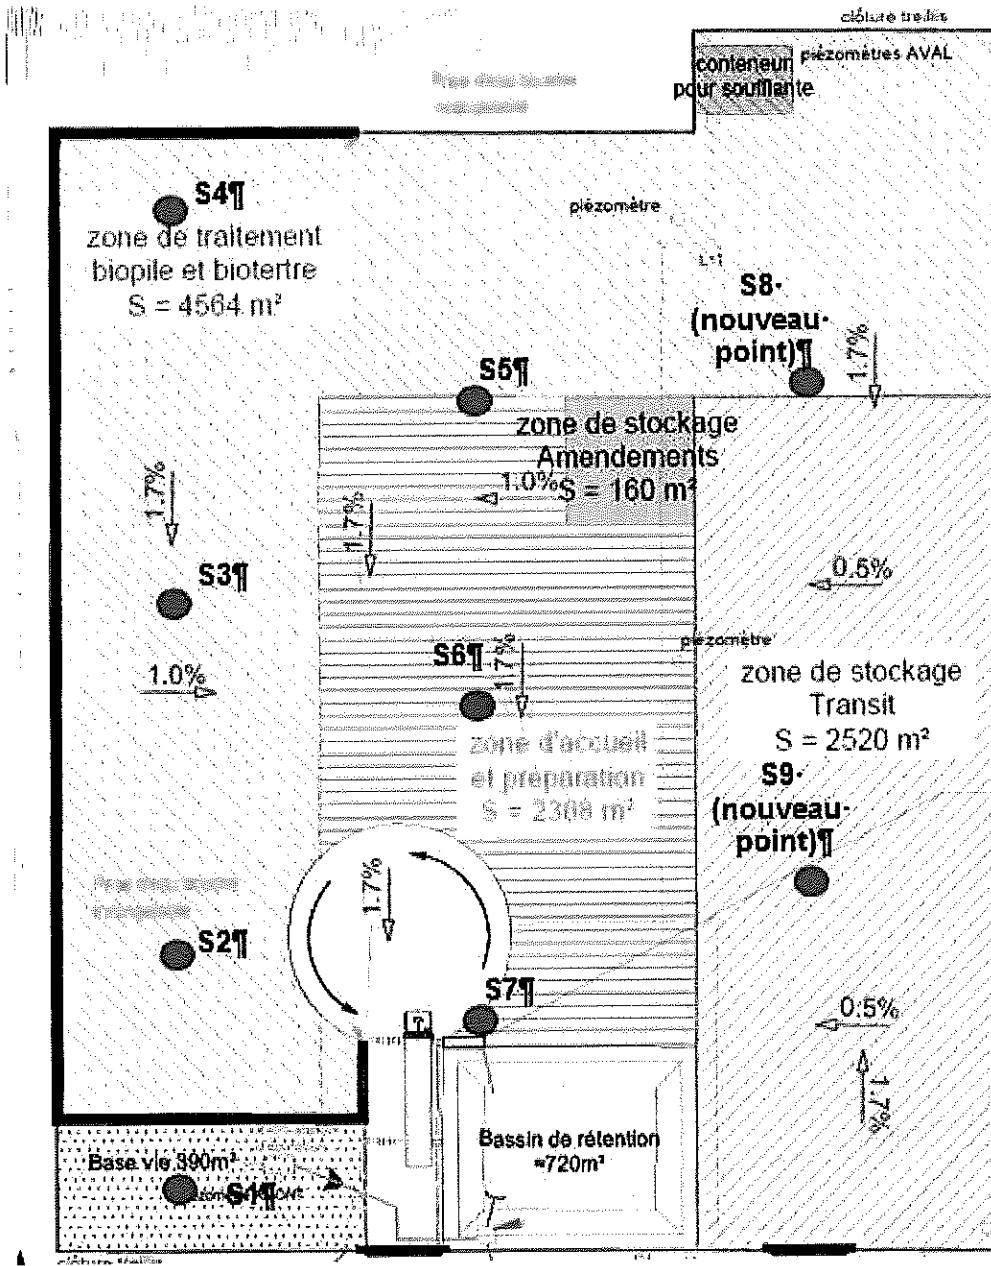 clôture treillis
piézomètres AVAL
conteneur
pour soufflante
S4¶
zone de traitement
biopile et biotertre
S = 4564 m²
piézomètre
S8·
(nouveau·
point)¶
1.7%
S5¶
zone de stockage
Amendements
S = 160 m²
1.0%
1.7%
1.7%
S3¶
0.5%
1.0%
S6¶
1.7%
piézomètre
zone de stockage
Transit
S = 2520 m²
zone d'accueil
et préparation
S = 2308 m²
S9·
(nouveau·
point)¶
1.7%
S2¶
S7¶
0.5%
1.7%
Bassin de rétention
≈720m³
Base vie 390m²
S1¶
clôture treillis